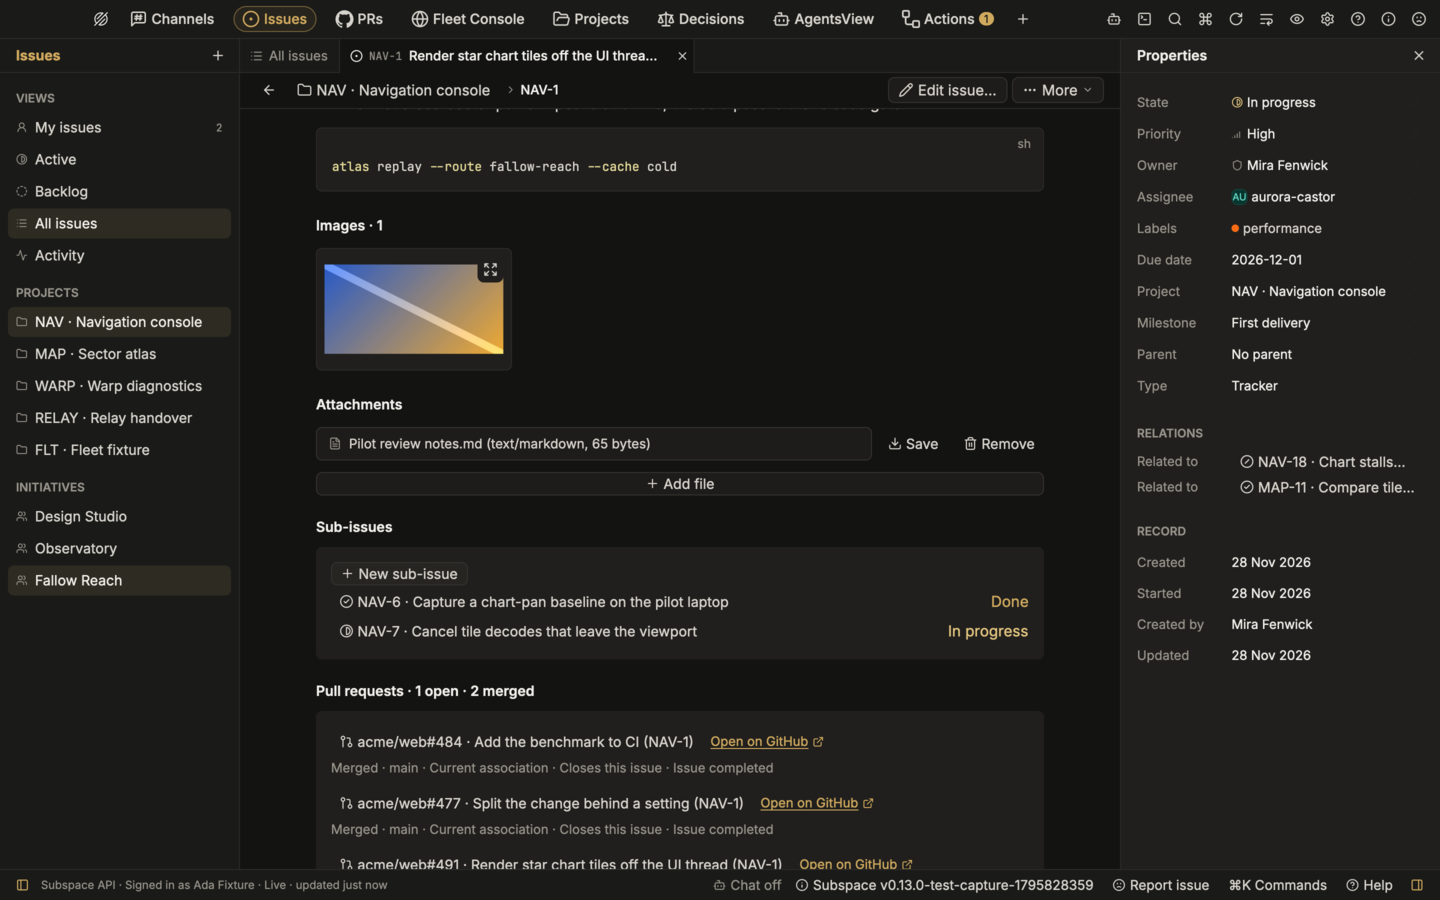 Channels
Issues
PRs
Fleet Console
Projects
Decisions
AgentsView
Actions 1
Issues
All issues
NAV-1 Render star chart tiles off the UI threa...
Properties
VIEWS
My issues 2
Active
Backlog
All issues
Activity
PROJECTS
NAV · Navigation console
MAP · Sector atlas
WARP · Warp diagnostics
RELAY · Relay handover
FLT · Fleet fixture
INITIATIVES
Design Studio
Observatory
Fallow Reach
NAV · Navigation console
NAV-1
Edit issue...
More
sh
atlas replay --route fallow-reach --cache cold
Images · 1
Attachments
Pilot review notes.md (text/markdown, 65 bytes)
Save
Remove
Add file
Sub-issues
New sub-issue
NAV-6 · Capture a chart-pan baseline on the pilot laptop Done
NAV-7 · Cancel tile decodes that leave the viewport In progress
Pull requests · 1 open · 2 merged
acme/web#484 · Add the benchmark to CI (NAV-1) Open on GitHub
Merged · main · Current association · Closes this issue · Issue completed
acme/web#477 · Split the change behind a setting (NAV-1) Open on GitHub
Merged · main · Current association · Closes this issue · Issue completed
acme/web#491 · Render star chart tiles off the UI thread (NAV-1) Open on GitHub
State In progress
Priority High
Owner Mira Fenwick
Assignee AU aurora-castor
Labels performance
Due date 2026-12-01
Project NAV · Navigation console
Milestone First delivery
Parent No parent
Type Tracker
RELATIONS
Related to NAV-18 · Chart stalls...
Related to MAP-11 · Compare tile...
RECORD
Created 28 Nov 2026
Started 28 Nov 2026
Created by Mira Fenwick
Updated 28 Nov 2026
Subspace API · Signed in as Ada Fixture · Live · updated just now
Chat off
Subspace v0.13.0-test-capture-1795828359
Report issue
⌘K Commands
Help